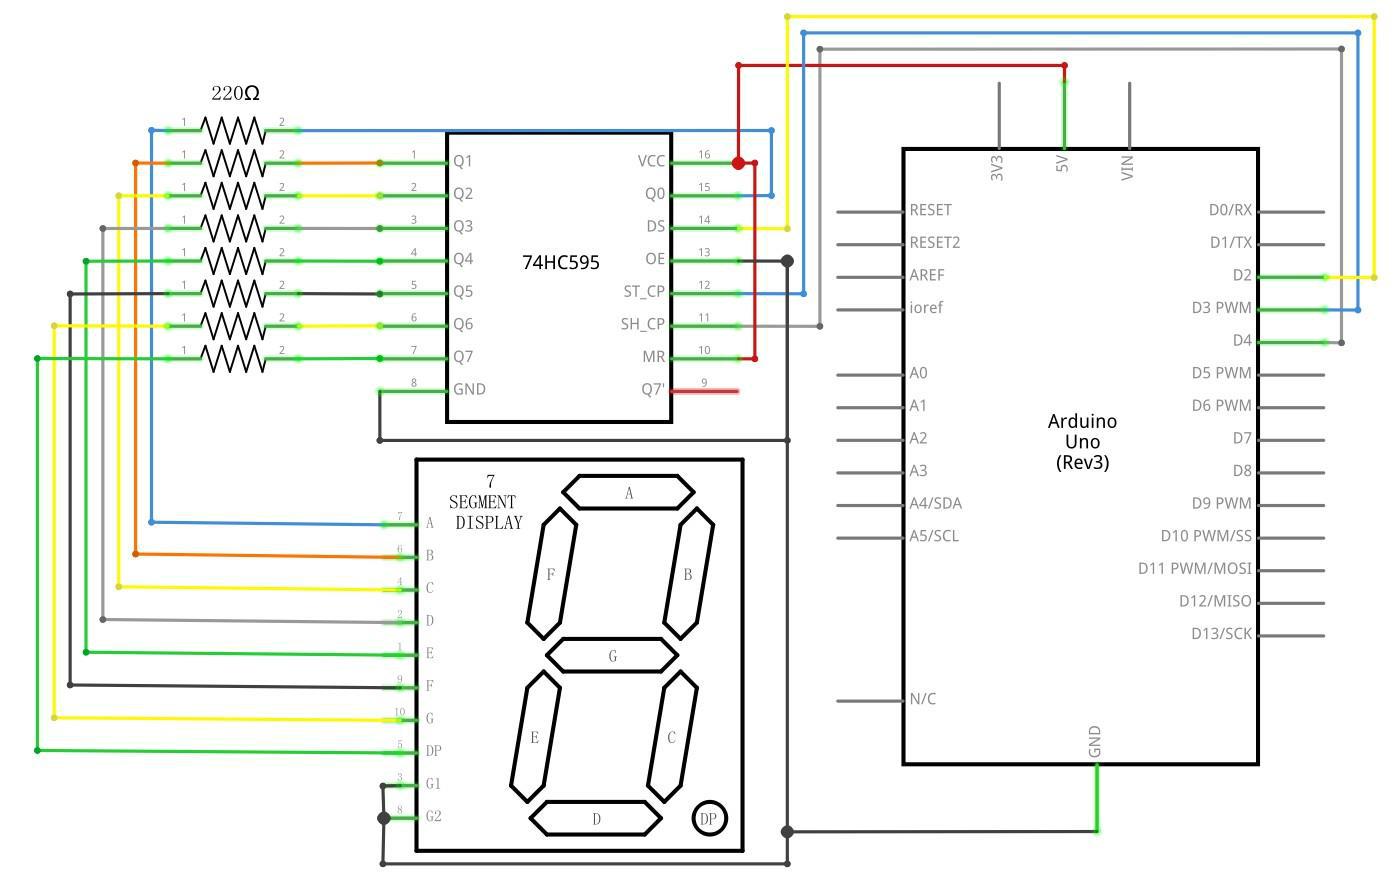 220Ω
1 2
1 2
1 2
1 2
1 2
1 2
1 2
1 2
1 Q1 VCC 16
2 Q2 Q0 15
3 Q3 DS 14
4 Q4 OE 13
5 Q5 ST_CP 12
6 Q6 SH_CP 11
7 Q7 MR 10
8 GND Q7' 9
74HC595
7
SEGMENT
DISPLAY
7 A
6 B
4 C
2 D
1 E
9 F
10 G
5 DP
3 G1
8 G2
A
F B
G
E C
D DP
3V3 5V VIN
RESET D0/RX
RESET2 D1/TX
AREF D2
ioref D3 PWM
D4
A0 D5 PWM
A1 D6 PWM
A2 D7
A3 D8
A4/SDA D9 PWM
A5/SCL D10 PWM/SS
D11 PWM/MOSI
D12/MISO
D13/SCK
Arduino
Uno
(Rev3)
N/C
GND